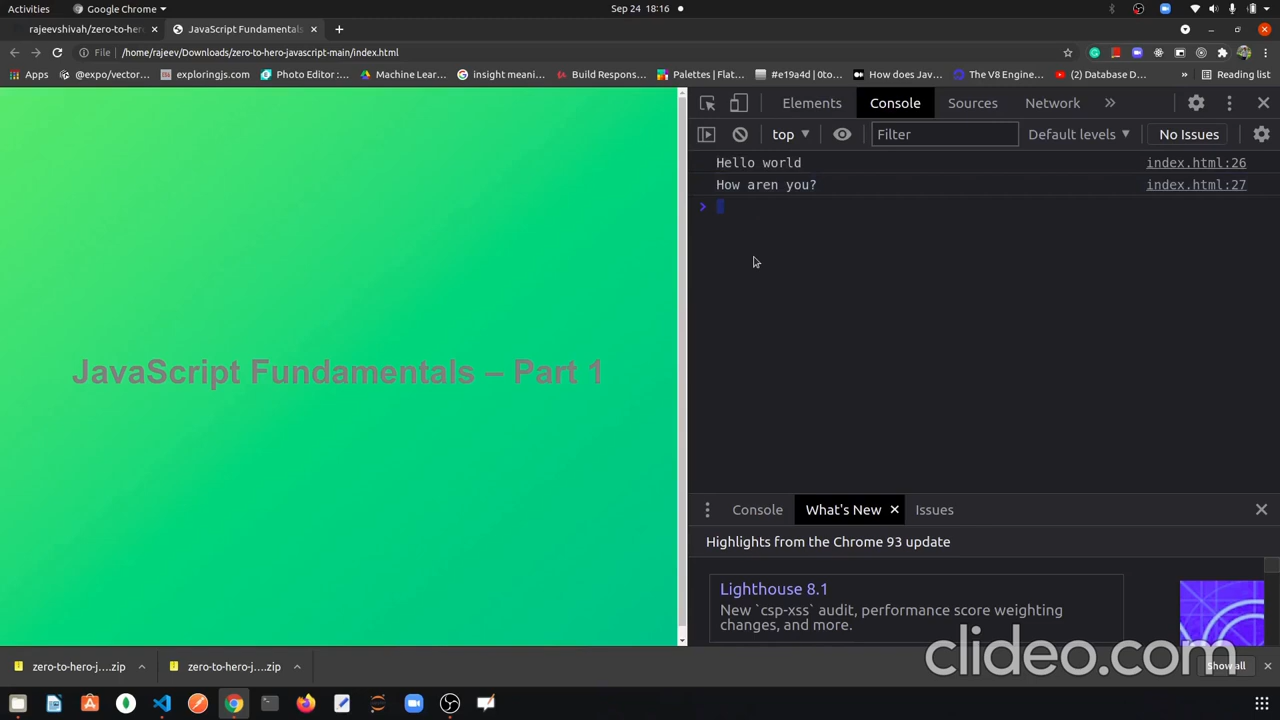 Activities
Google Chrome
Sep 24 18:16
rajeevshivah/zero-to-hero
JavaScript Fundamentals
File /home/rajeev/Downloads/zero-to-hero-javascript-main/index.html
Apps
@expo/vector...
exploringjs.com
Photo Editor :...
Machine Lear...
insight meani...
Build Respons...
Palettes | Flat...
#e19a4d | 0to...
How does Jav...
The V8 Engine...
(2) Database D...
»
Reading list
Elements
Console
Sources
Network
»
top
Filter
Default levels
No Issues
Hello world index.html:26
How aren you? index.html:27
JavaScript Fundamentals – Part 1
Console
What's New
Issues
Highlights from the Chrome 93 update
Lighthouse 8.1
New `csp-xss` audit, performance score weighting
changes, and more.
clideo.com
zero-to-hero-j....zip
zero-to-hero-j....zip
Show all